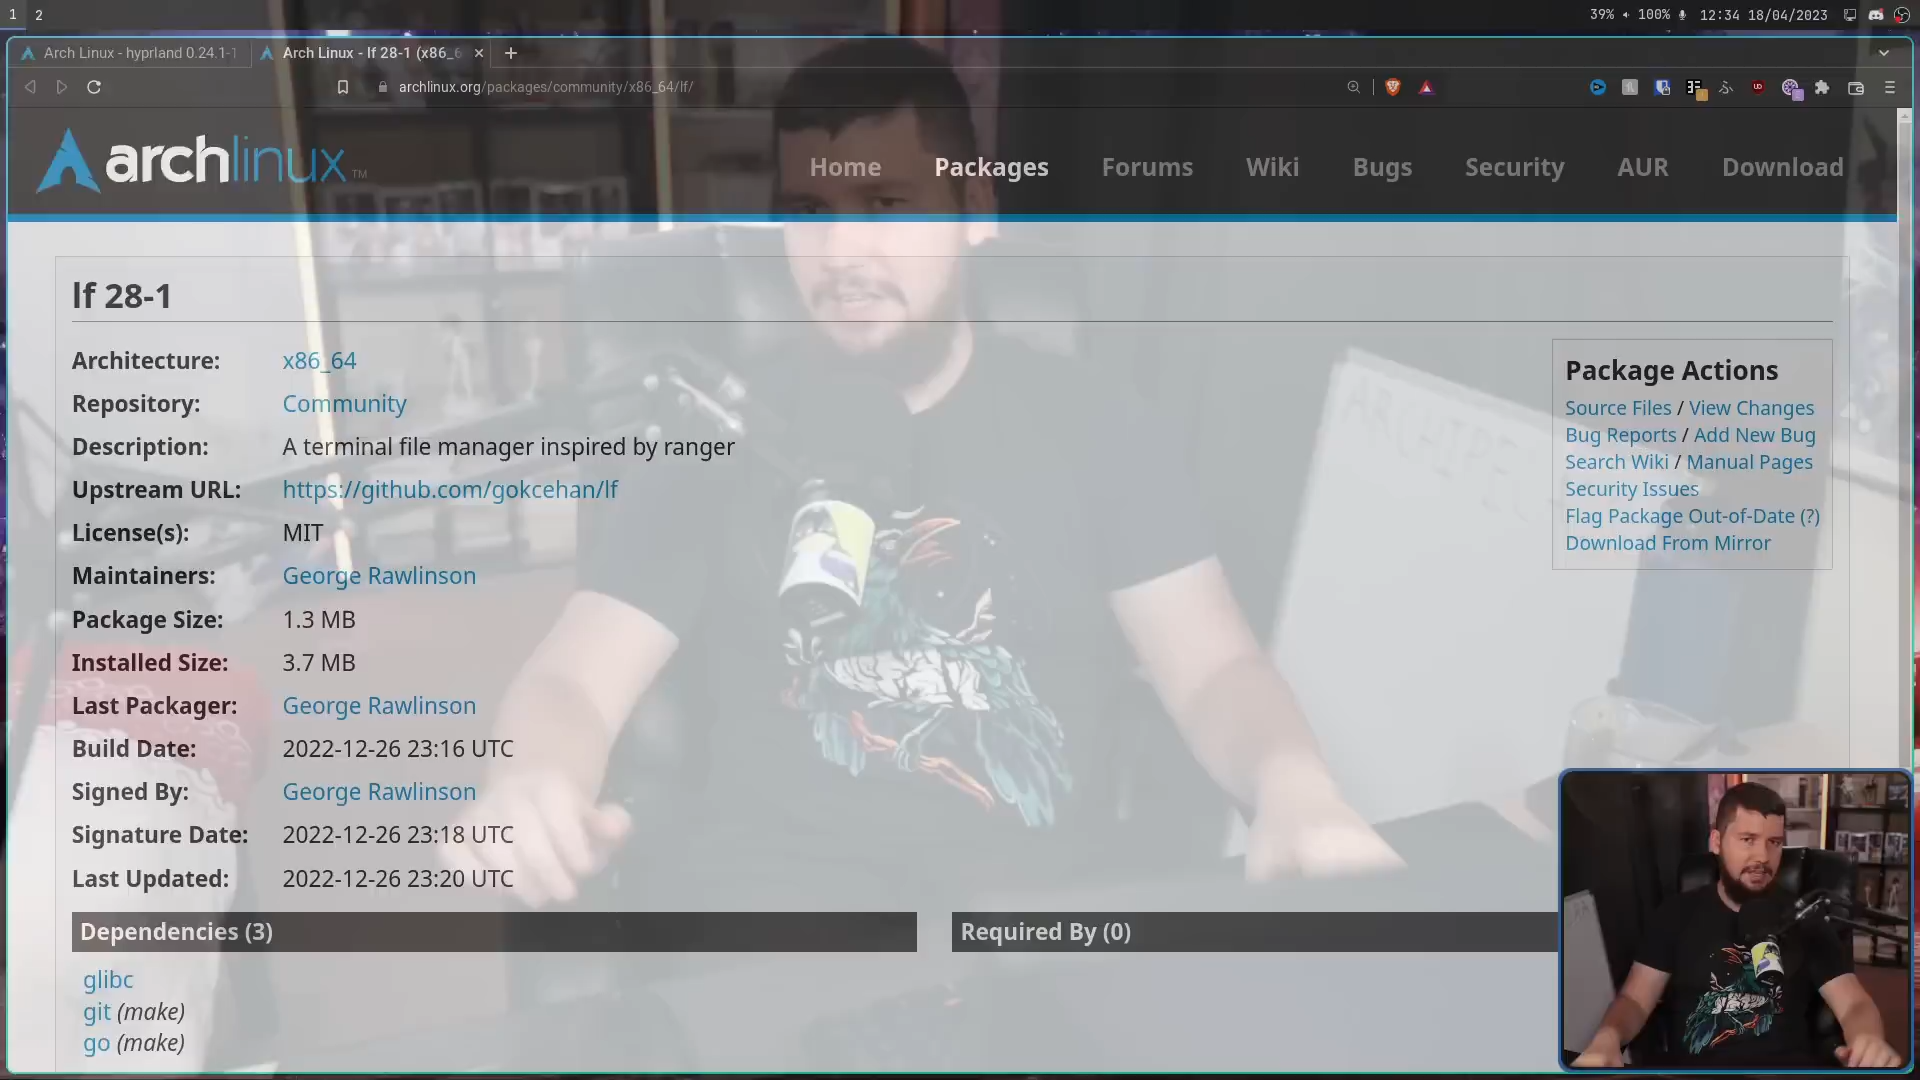 1 2 39% 100% 12:34 18/04/2023
Arch Linux - hyprland 0.24.1-1 Arch Linux - lf 28-1 (x86_6
archlinux.org/packages/community/x86_64/lf/
archlinux™ Home Packages Forums Wiki Bugs Security AUR Download
lf 28-1
Architecture: x86_64
Repository: Community
Description: A terminal file manager inspired by ranger
Upstream URL: https://github.com/gokcehan/lf
License(s): MIT
Maintainers: George Rawlinson
Package Size: 1.3 MB
Installed Size: 3.7 MB
Last Packager: George Rawlinson
Build Date: 2022-12-26 23:16 UTC
Signed By: George Rawlinson
Signature Date: 2022-12-26 23:18 UTC
Last Updated: 2022-12-26 23:20 UTC
Package Actions
Source Files / View Changes
Bug Reports / Add New Bug
Search Wiki / Manual Pages
Security Issues
Flag Package Out-of-Date (?)
Download From Mirror
Dependencies (3)
glibc
git (make)
go (make)
Required By (0)